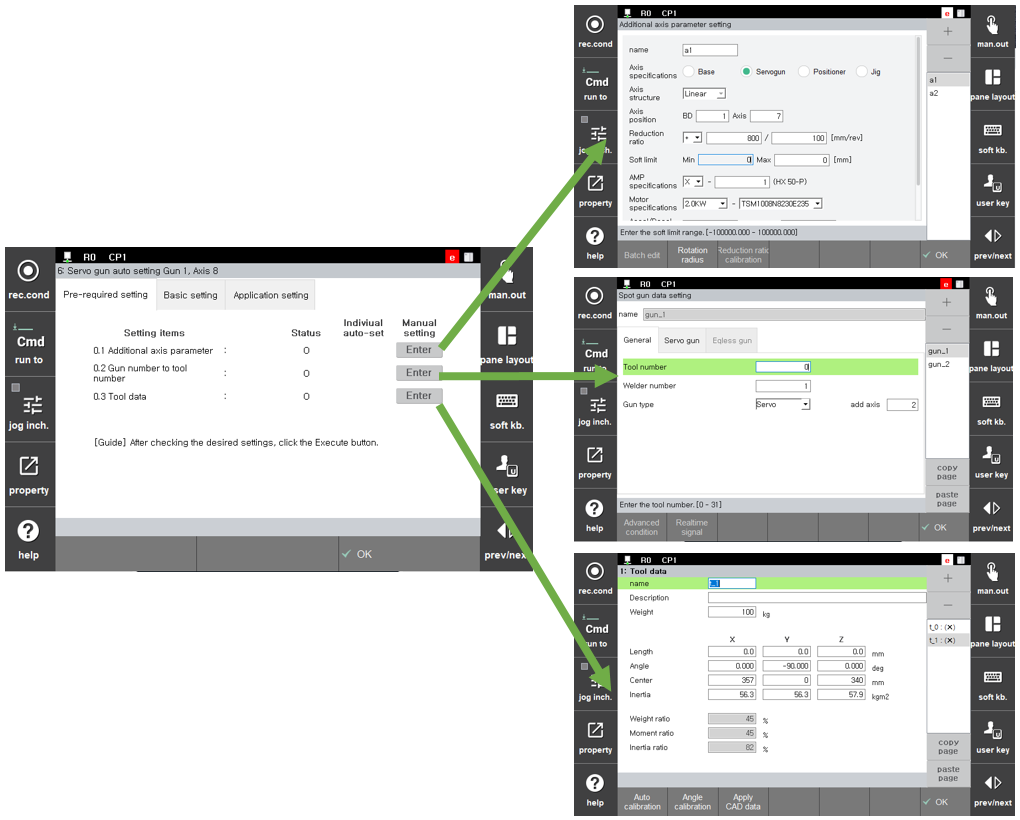 R0 CP1 e
6: Servo gun auto setting Gun 1, Axis 8
rec.cond
Cmd
run to
jog inch.
property
help
Pre-required setting Basic setting Application setting
Setting items Status Indiviual auto-set Manual setting
0.1 Additional axis parameter : O Enter
0.2 Gun number to tool number : O Enter
0.3 Tool data : O Enter
[Guide] After checking the desired settings, click the Execute button.
OK
man.out
pane layout
soft kb.
user key
prev/next
R0 CP1 e
Additional axis parameter setting
rec.cond
Cmd
run to
jog inch.
property
help
name a1
Axis specifications Base Servogun Positioner Jig
Axis structure Linear
Axis position BD 1 Axis 7
Reduction ratio + 800 / 100 [mm/rev]
Soft limit Min 0 Max 0 [mm]
AMP specifications X - 1 (HX 50-P)
Motor specifications 2.0KW - TSM1008N8230E235
Enter the soft limit range. [-100000.000 - 100000.000]
Batch edit Rotation radius Reduction ratio calibration OK
+
-
a1
a2
man.out
pane layout
soft kb.
user key
prev/next
R0 CP1 e
Spot gun data setting
rec.cond
Cmd
run to
jog inch.
property
help
name gun_1
General Servo gun Eqless gun
Tool number 0
Welder number 1
Gun type Servo add axis 2
Enter the tool number. [0 - 31]
Advanced condition Realtime signal OK
+
-
gun_1
gun_2
copy page
paste page
man.out
pane layout
soft kb.
user key
prev/next
R0 CP1 e
1: Tool data
rec.cond
Cmd
run to
jog inch.
property
help
name t_1
Description
Weight 100 kg
X Y Z
Length 0.0 0.0 0.0 mm
Angle 0.000 -90.000 0.000 deg
Center 357 0 340 mm
Inertia 56.3 56.3 57.9 kgm2
Weight ratio 45 %
Moment ratio 45 %
Inertia ratio 82 %
Auto calibration Angle calibration Apply CAD data OK
+
-
t_0 : (X)
t_1 : (X)
copy page
paste page
man.out
pane layout
soft kb.
user key
prev/next